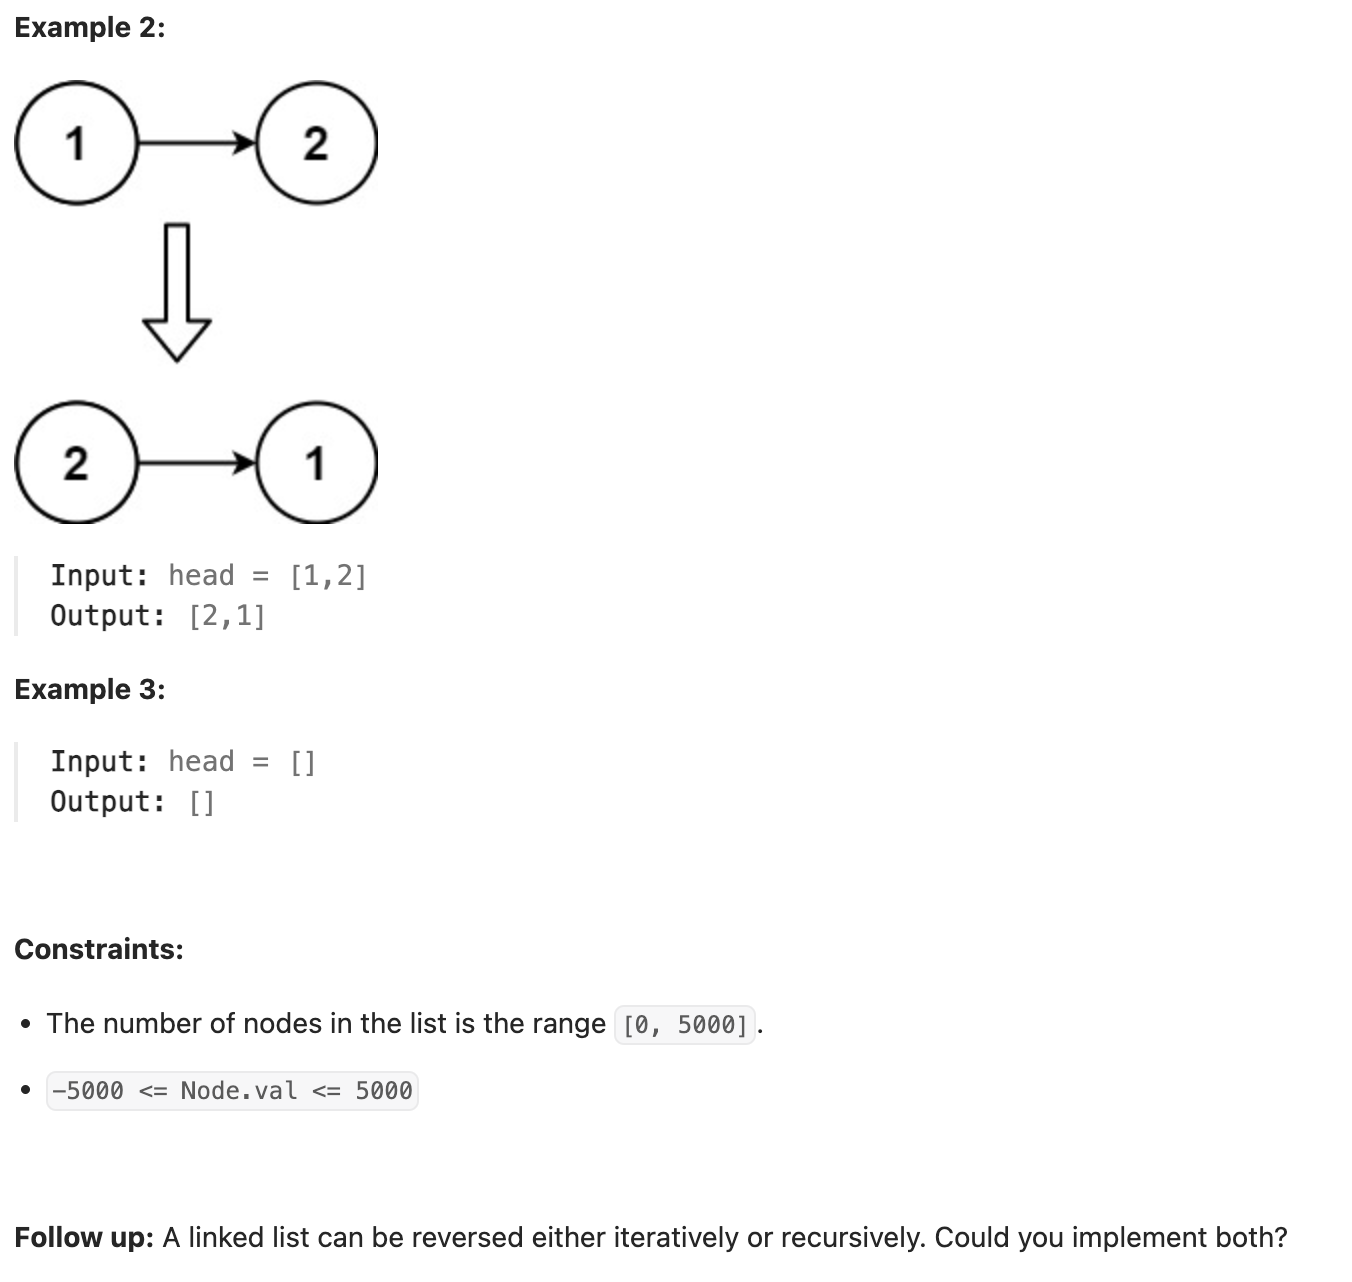 Example 2:
1 2
2 1
Input: head = [1,2]
Output: [2,1]
Example 3:
Input: head = []
Output: []
Constraints:
• The number of nodes in the list is the range [0, 5000].
• -5000 <= Node.val <= 5000
Follow up: A linked list can be reversed either iteratively or recursively. Could you implement both?